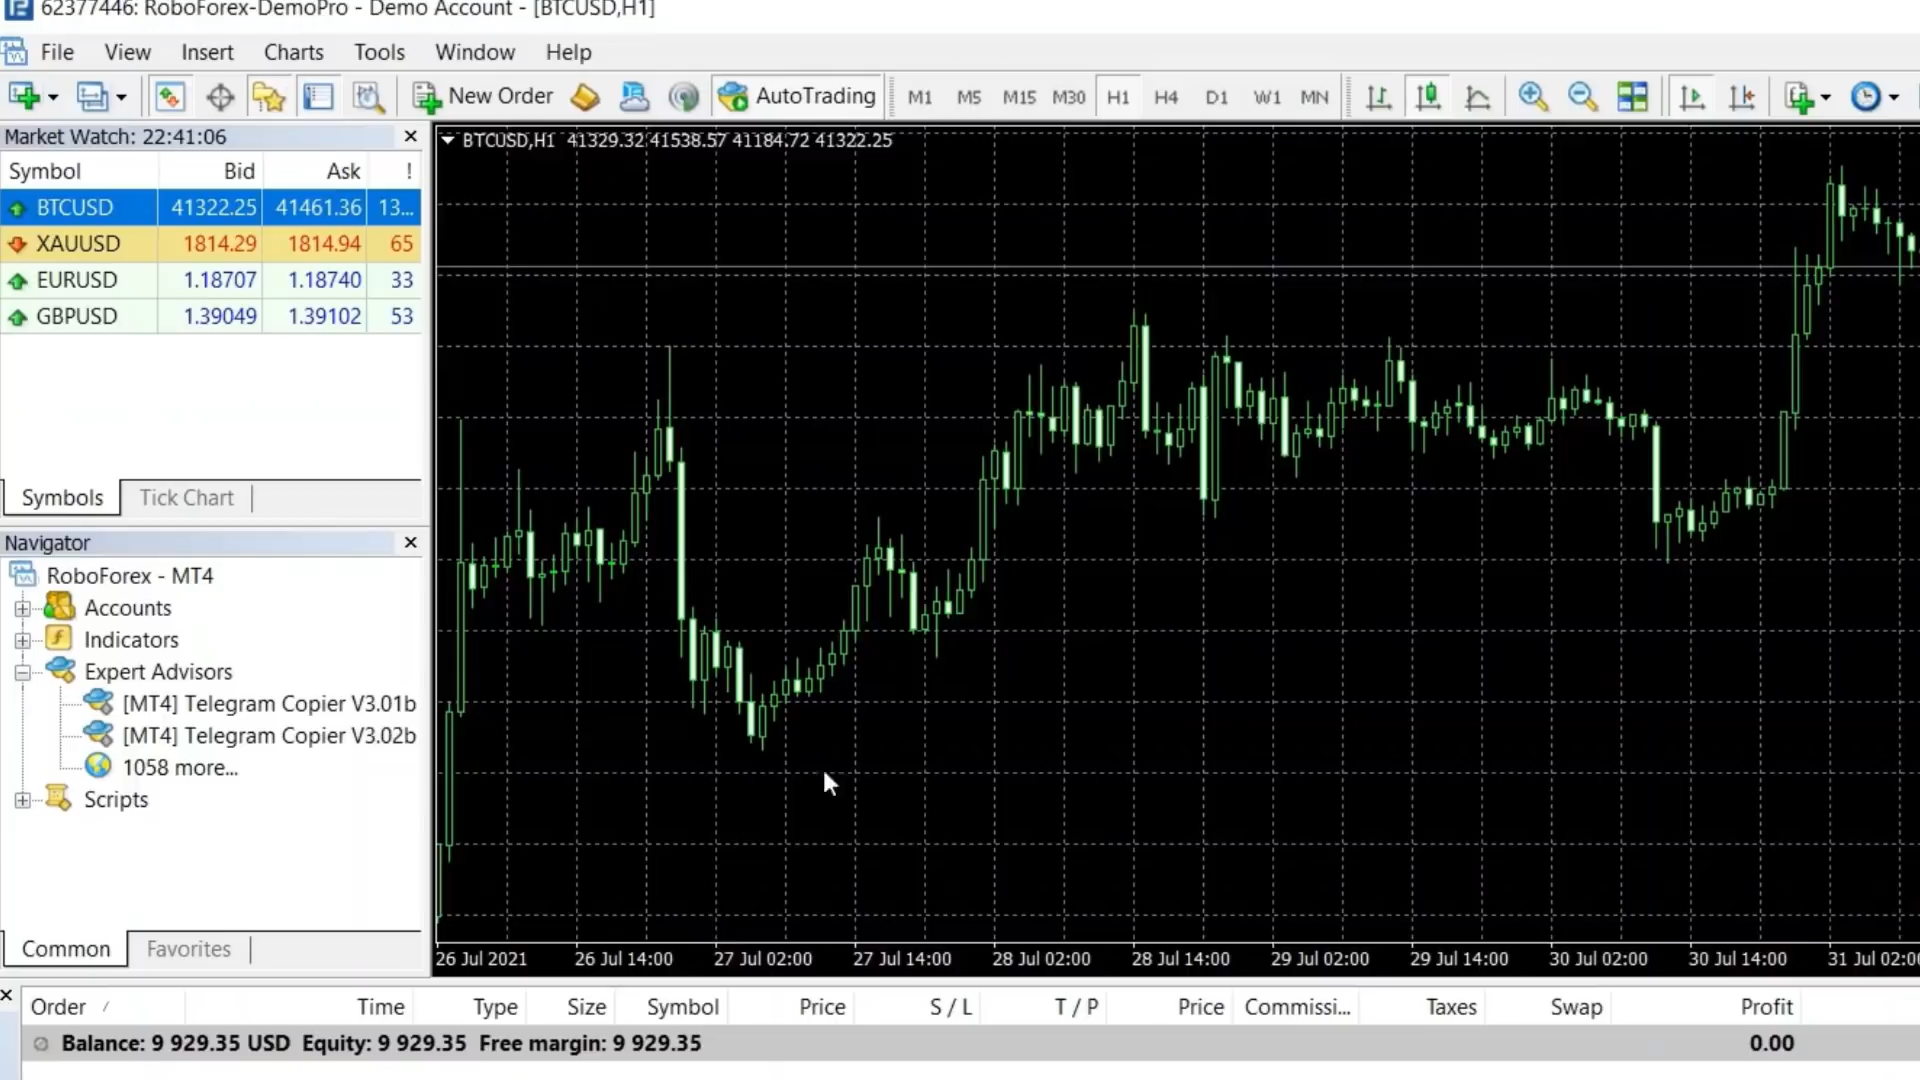 62377446: RoboForex-DemoPro - Demo Account - [BTCUSD,H1]
File View Insert Charts Tools Window Help
New Order AutoTrading M1 M5 M15 M30 H1 H4 D1 W1 MN
Market Watch: 22:41:06
Symbol Bid Ask !
BTCUSD 41322.25 41461.36 13...
XAUUSD 1814.29 1814.94 65
EURUSD 1.18707 1.18740 33
GBPUSD 1.39049 1.39102 53
Symbols Tick Chart
Navigator
RoboForex - MT4
Accounts
Indicators
Expert Advisors
[MT4] Telegram Copier V3.01b
[MT4] Telegram Copier V3.02b
1058 more...
Scripts
Common Favorites
BTCUSD,H1 41329.32 41538.57 41184.72 41322.25
26 Jul 2021 26 Jul 14:00 27 Jul 02:00 27 Jul 14:00 28 Jul 02:00 28 Jul 14:00 29 Jul 02:00 29 Jul 14:00 30 Jul 02:00 30 Jul 14:00 31 Jul 02:00
Order / Time Type Size Symbol Price S / L T / P Price Commissi... Taxes Swap Profit
Balance: 9 929.35 USD Equity: 9 929.35 Free margin: 9 929.35 0.00